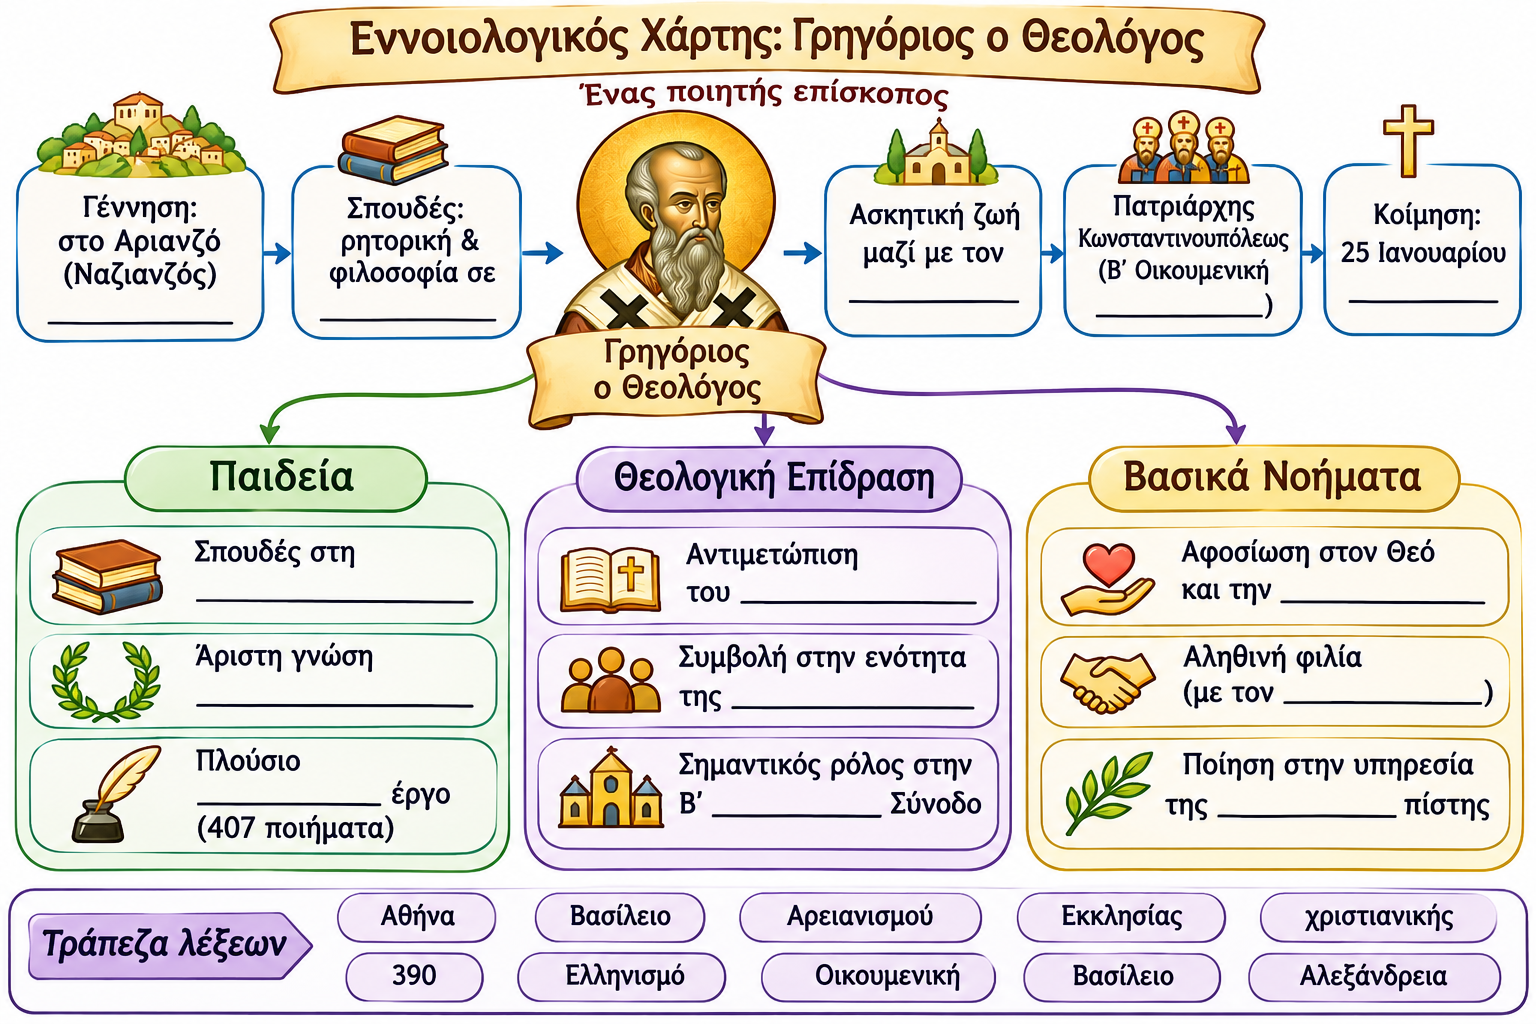 Εννοιολογικός Χάρτης: Γρηγόριος ο Θεολόγος
Ένας ποιητής επίσκοπος
Γέννηση:
στο Αριανζό
(Ναζιανζός)
Σπουδές:
ρητορική &
φιλοσοφία σε
Ασκητική ζωή
μαζί με τον
Πατριάρχης
Κωνσταντινουπόλεως
(Β' Οικουμενική
)
Κοίμηση:
25 Ιανουαρίου
Γρηγόριος
ο Θεολόγος
Παιδεία
Σπουδές στη
Άριστη γνώση
Πλούσιο
έργο
(407 ποιήματα)
Θεολογική Επίδραση
Αντιμετώπιση
του
Συμβολή στην ενότητα
της
Σημαντικός ρόλος στην
Β' Σύνοδο
Βασικά Νοήματα
Αφοσίωση στον Θεό
και την
Αληθινή φιλία
(με τον )
Ποίηση στην υπηρεσία
της πίστης
Τράπεζα λέξεων
Αθήνα Βασίλειο Αρειανισμού Εκκλησίας χριστιανικής
390 Ελληνισμό Οικουμενική Βασίλειο Αλεξάνδρεια